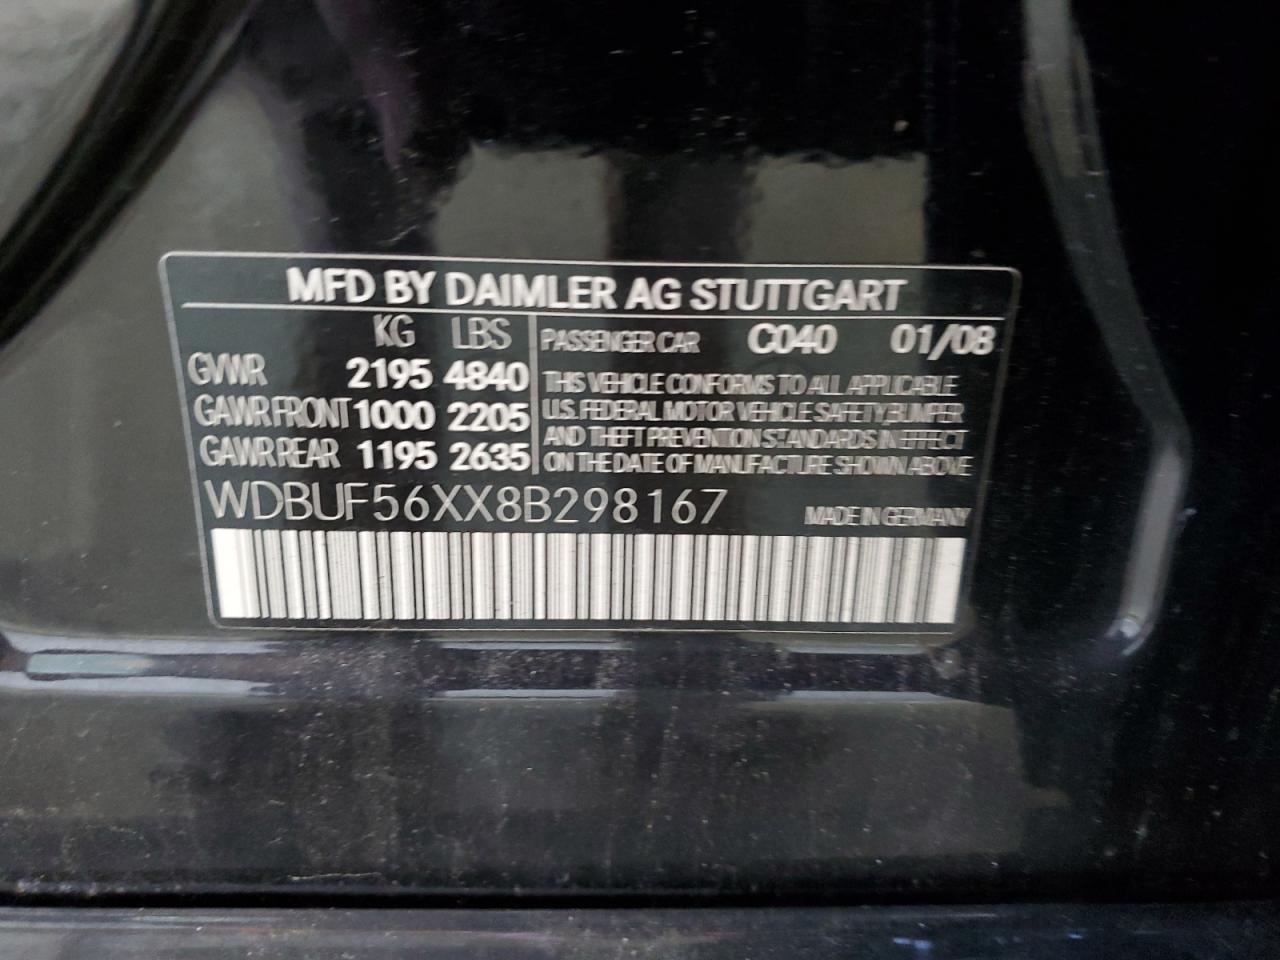 MFD BY DAIMLER AG STUTTGART
KG LBS
GVWR 2195 4840
GAWR FRONT 1000 2205
GAWR REAR 1195 2635
PASSENGER CAR C040 01/08
THIS VEHICLE CONFORMS TO ALL APPLICABLE
U.S. FEDERAL MOTOR VEHICLE SAFETY, BUMPER
AND THEFT PREVENTION STANDARDS IN EFFECT
ON THE DATE OF MANUFACTURE SHOWN ABOVE
WDBUF56XX8B298167
MADE IN GERMANY